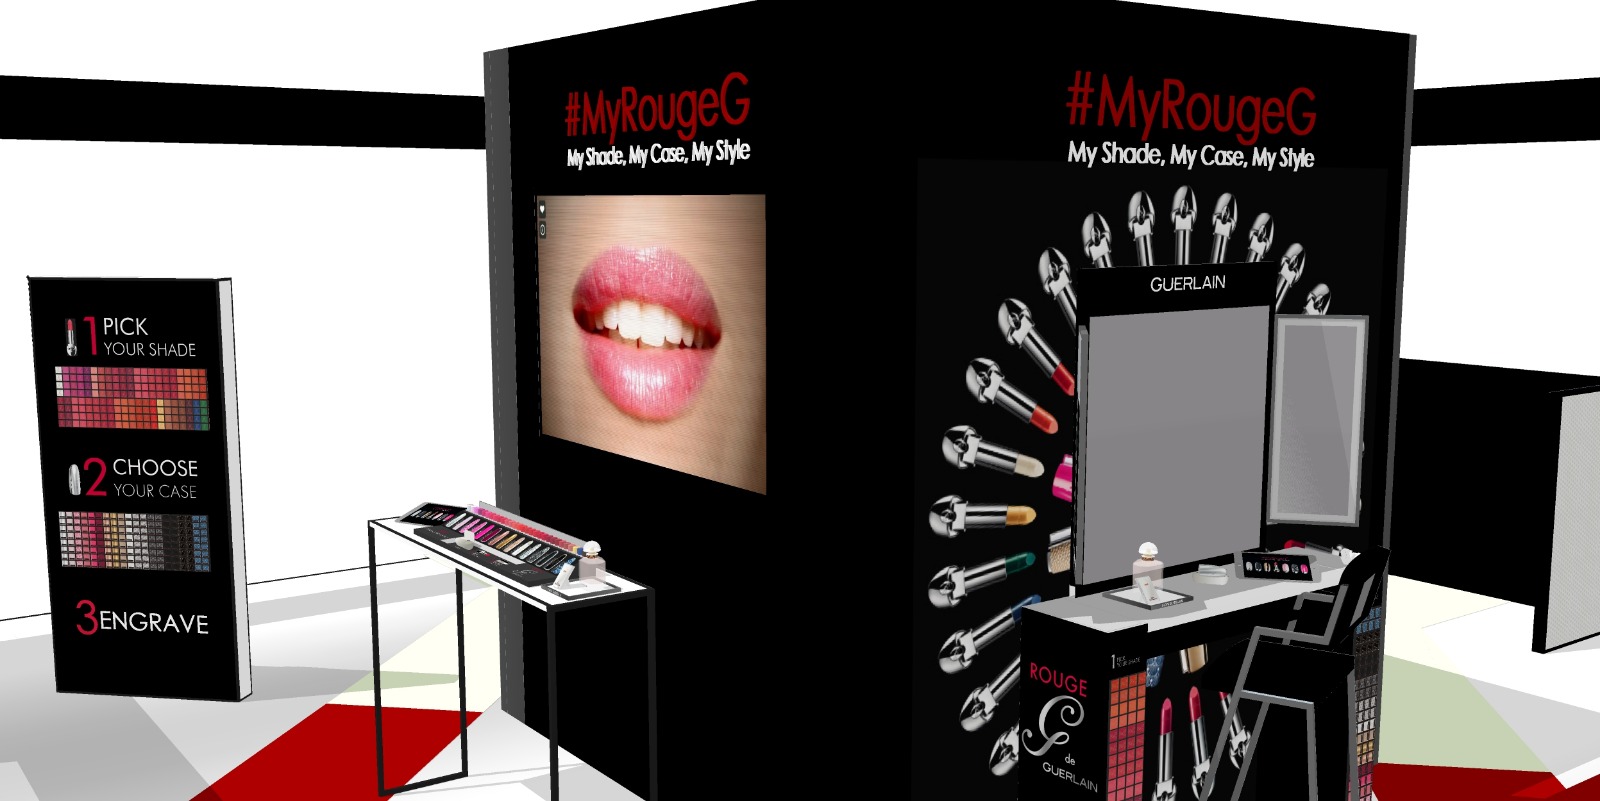 #MyRougeG
My Shade, My Case, My Style
#MyRougeG
My Shade, My Case, My Style
GUERLAIN
1 PICK
YOUR SHADE
2 CHOOSE
YOUR CASE
3 ENGRAVE
ROUGE
G
de
GUERLAIN
1 PICK
YOUR SHADE